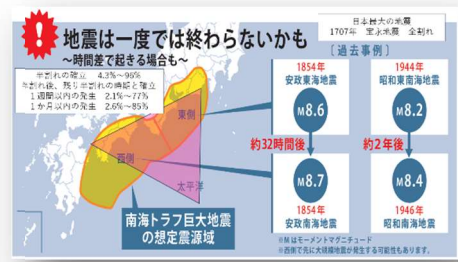 地震は一度では終わらないかも
～時間差で起きる場合も～
半割れの確立 4.3%～96%
半割れ後、残り半割れの時期と確立
1週間以内の発生 2.1%～77%
1か月以内の発生 2.6%～85%
日本最大の地震
1707年 宝永地震 全割れ
[過去事例]
1854年
安政東海地震
M8.6
約32時間後
M8.7
1854年
安政南海地震
1944年
昭和東南海地震
M8.2
約2年後
M8.4
1946年
昭和南海地震
東側
西側
太平洋
南海トラフ巨大地震
の想定震源域
※Mはモーメントマグニチュード
※西側で先に大規模地震が発生する可能性もあります。